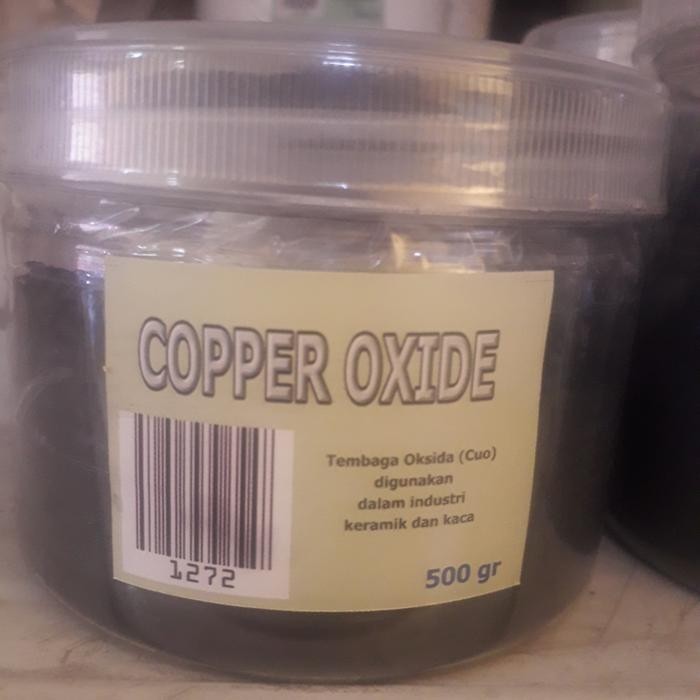 COPPER OXIDE
Tembaga Oksida (Cuo)
digunakan
dalam industri
keramik dan kaca
1272
500 gr